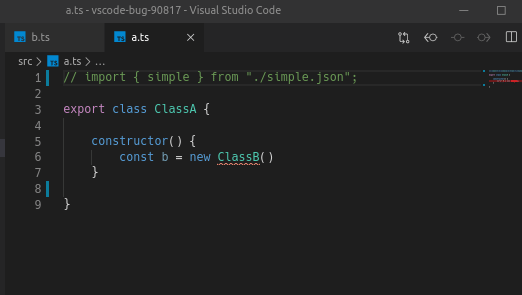 a.ts - vscode-bug-90817 - Visual Studio Code
TS b.ts
TS a.ts ×
src > TS a.ts > ...
1 // import { simple } from "./simple.json";
2
3 export class ClassA {
4
5 constructor() {
6 const b = new ClassB()
7 }
8
9 }